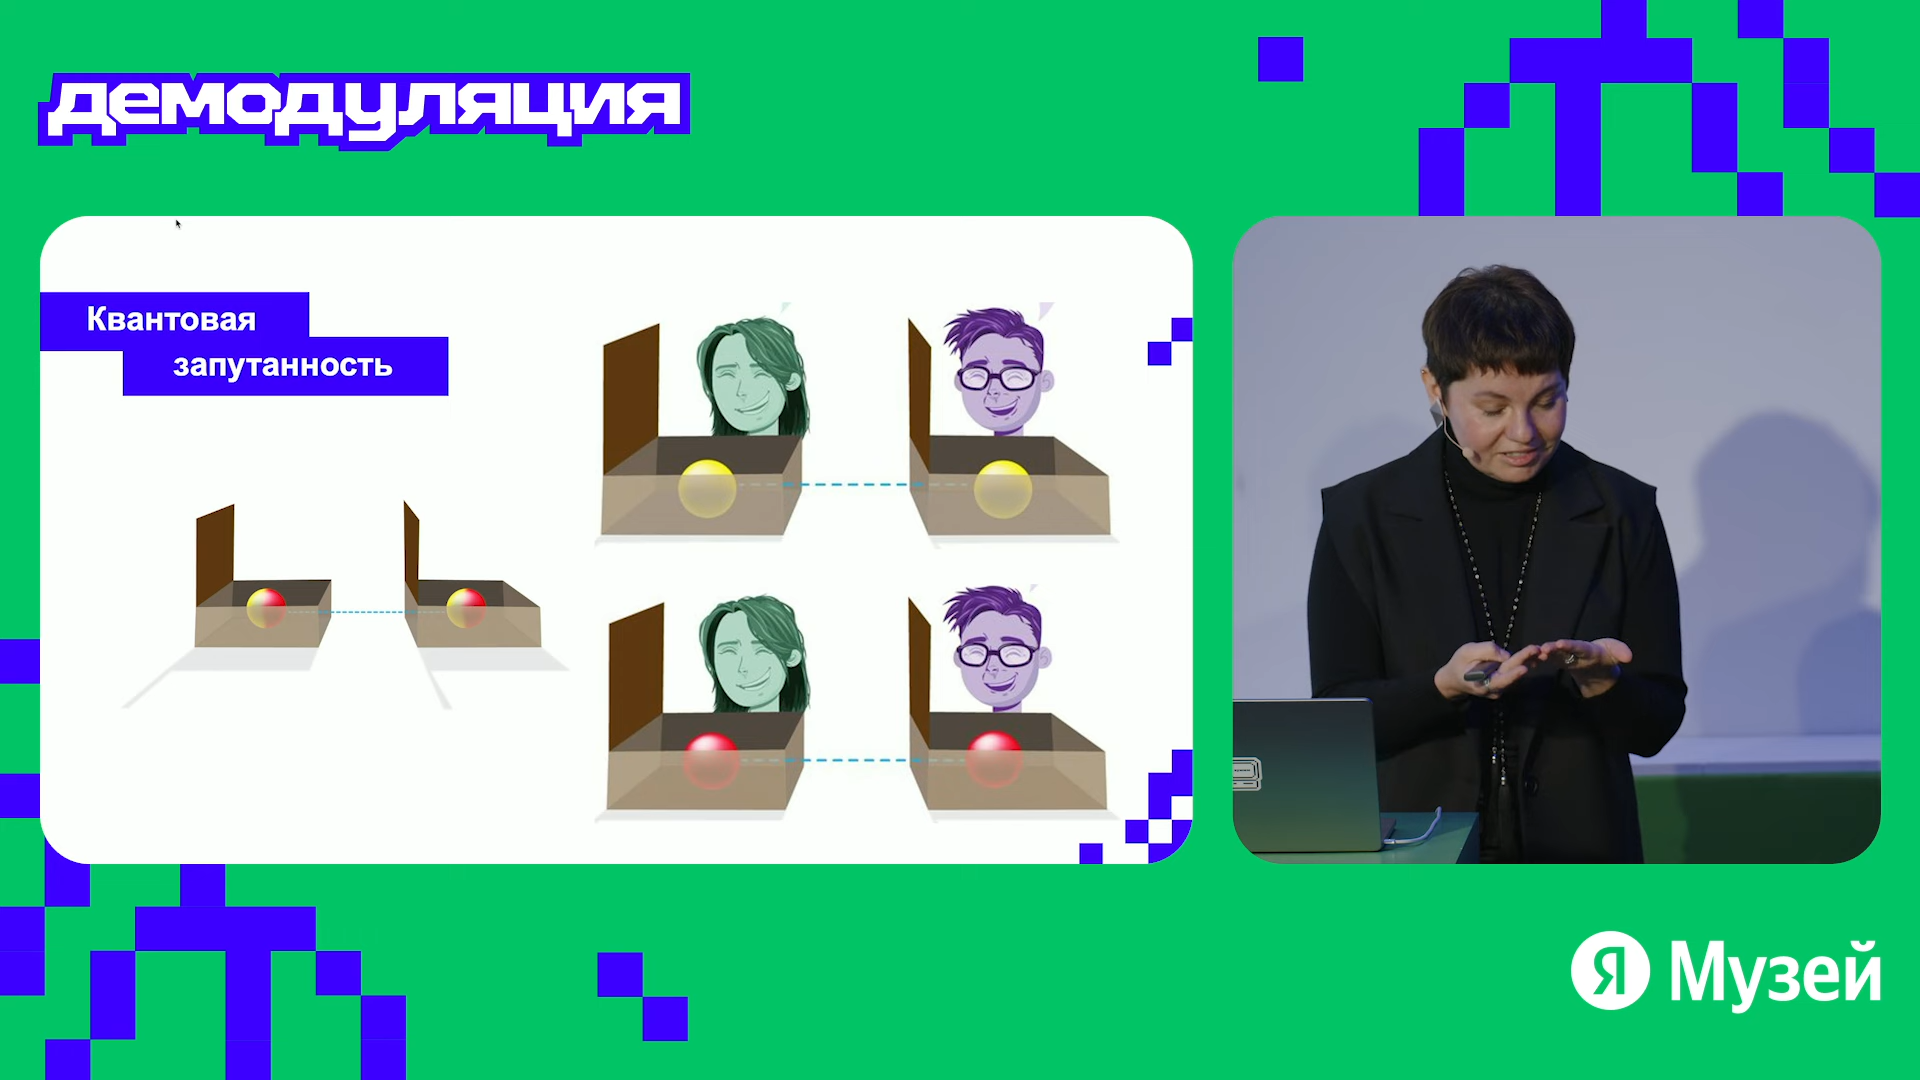 демодуляция
Квантовая
запутанность
Я Музей